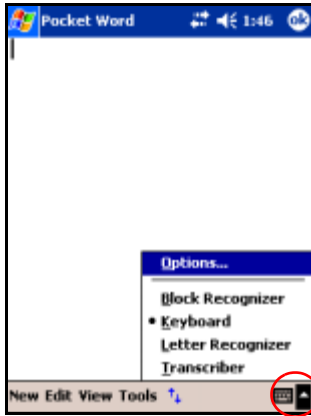 Pocket Word 1:46 ok
Options...
Block Recognizer
Keyboard
Letter Recognizer
Transcriber
New Edit View Tools